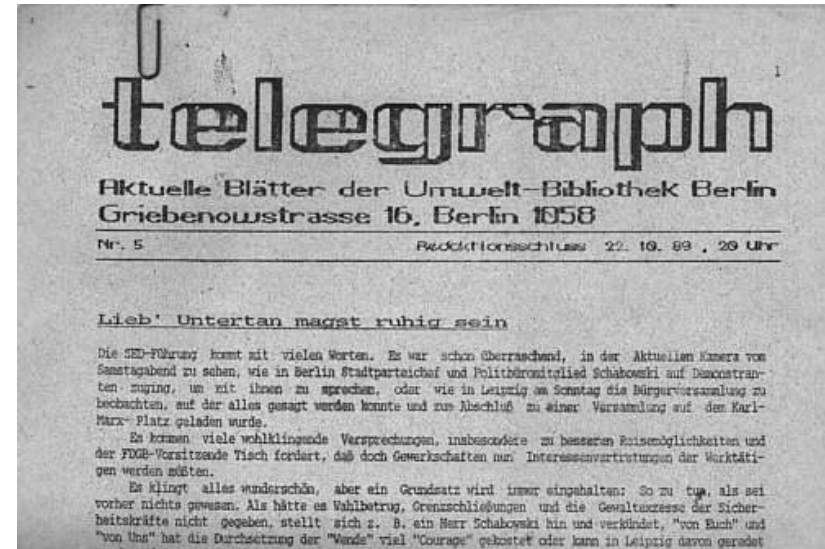 1
telegraph
Aktuelle Blätter der Umwelt-Bibliothek Berlin
Griebenowstrasse 16, Berlin 1058
Nr. 5 Redaktionsschluss 22. 10. 89 , 20 Uhr
Lieb' Untertan magst ruhig sein
Die SED-Führung kommt mit vielen Worten. Es war schon überraschend, in der Aktuellen Kamera vom
Samstagabend zu sehen, wie in Berlin Stadtparteichef und Politbüromitglied Schabowski auf Demonstran-
ten zuging, um mit ihnen zu sprechen, oder wie in Leipzig am Sonntag die Bürgerversammlung zu
beobachten, auf der alles gesagt werden konnte und zum Abschluß zu einer Versammlung auf dem Karl-
Marx- Platz geladen wurde.
Es kommen viele wohlklingende Versprechungen, insbesondere zu besseren Reisemöglichkeiten und
der FDGB-Vorsitzende Tisch fordert, daß doch Gewerkschaften nun Interessenvertretungen der Werktäti-
gen werden müßten.
Es klingt alles wunderschön, aber ein Grundsatz wird immer eingehalten: So zu tun, als sei
vorher nichts gewesen. Als hätte es Wahlbetrug, Grenzschließungen und die Gewaltexzesse der Sicher-
heitskräfte nicht gegeben, stellt sich z. B. ein Herr Schabowski hin und verkündet, "von Euch" und
"von Uns" hat die Durchsetzung der "Wende" viel "Courage" gekostet oder kann in Leipzig davon geredet